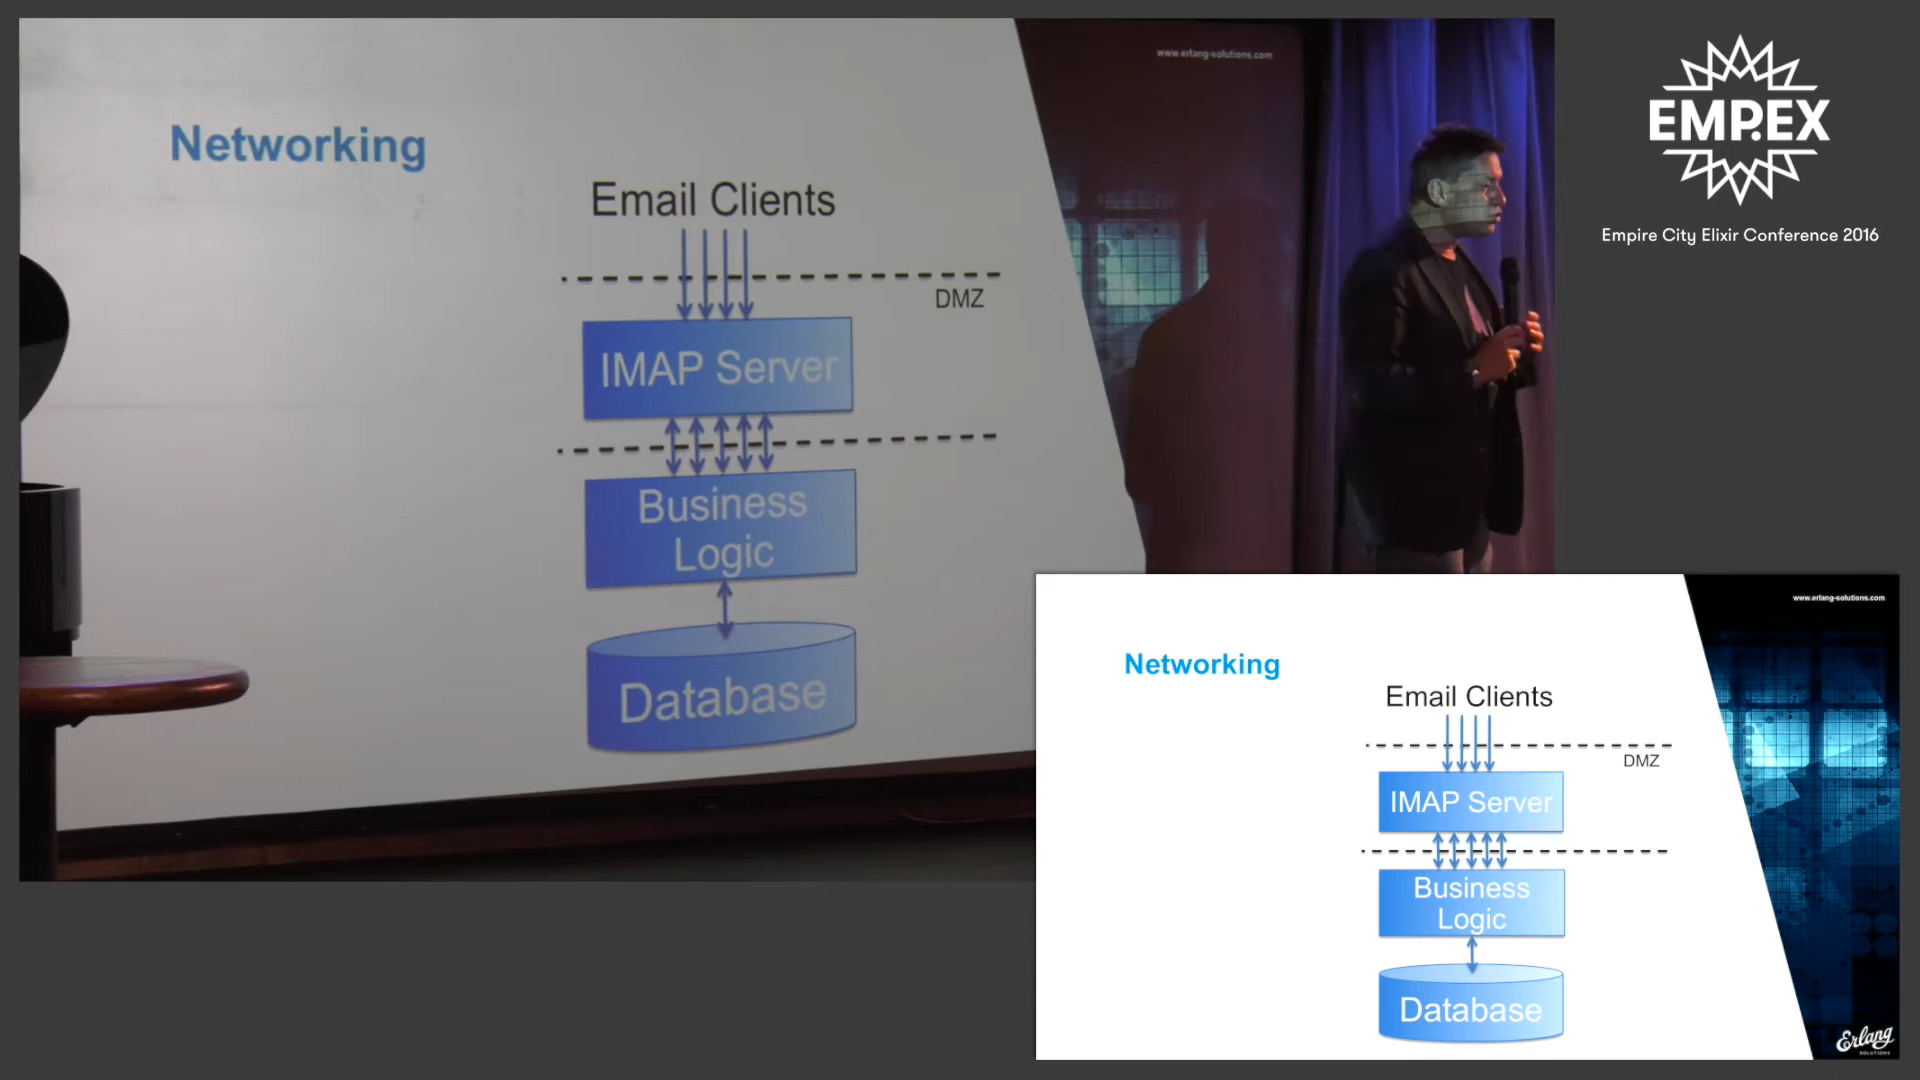 www.erlang-solutions.com
Networking
Email Clients
DMZ
IMAP Server
Business
Logic
Database
EMPEX
Empire City Elixir Conference 2016
www.erlang-solutions.com
Networking
Email Clients
DMZ
IMAP Server
Business
Logic
Database
Erlang
SOLUTIONS